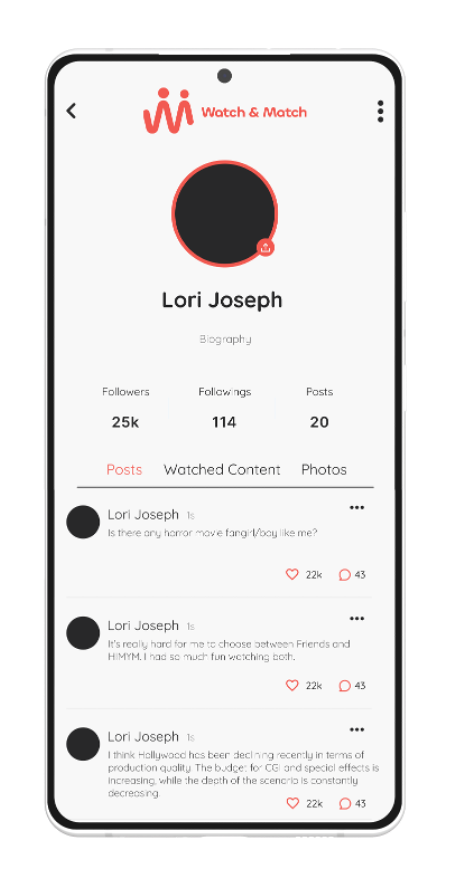 Watch & Match
Lori Joseph
Biography
Followers Followings Posts
25k 114 20
Posts Watched Content Photos
Lori Joseph 1s
Is there any horror movie fangirl/boy like me?
22k 43
Lori Joseph 1s
It's really hard for me to choose between Friends and
HIMYM. I had so much fun watching both.
22k 43
Lori Joseph 1s
I think Hollywood has been declining recently in terms of
production quality. The budget for CGI and special effects is
increasing, while the depth of the scenario is constantly
decreasing.
22k 43